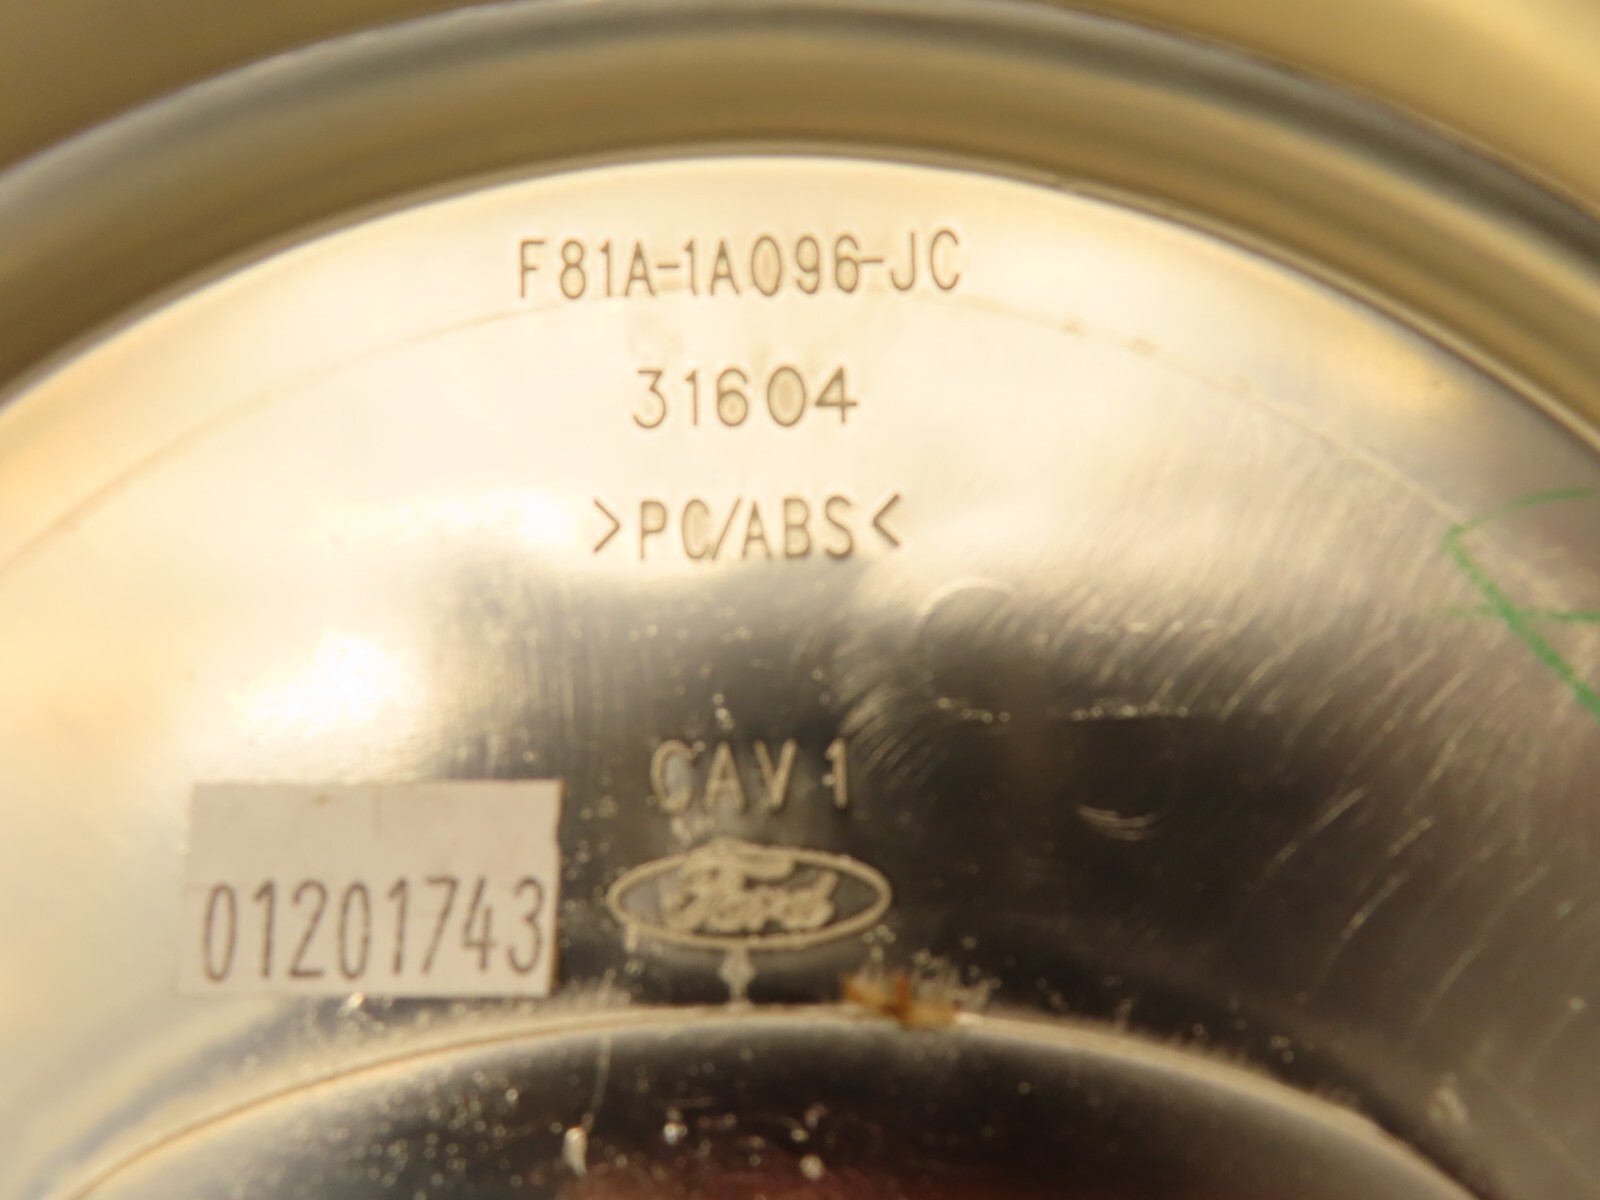 F81A-1A096-JC
31604
>PC/ABS<
CAV 1
Ford
01201743